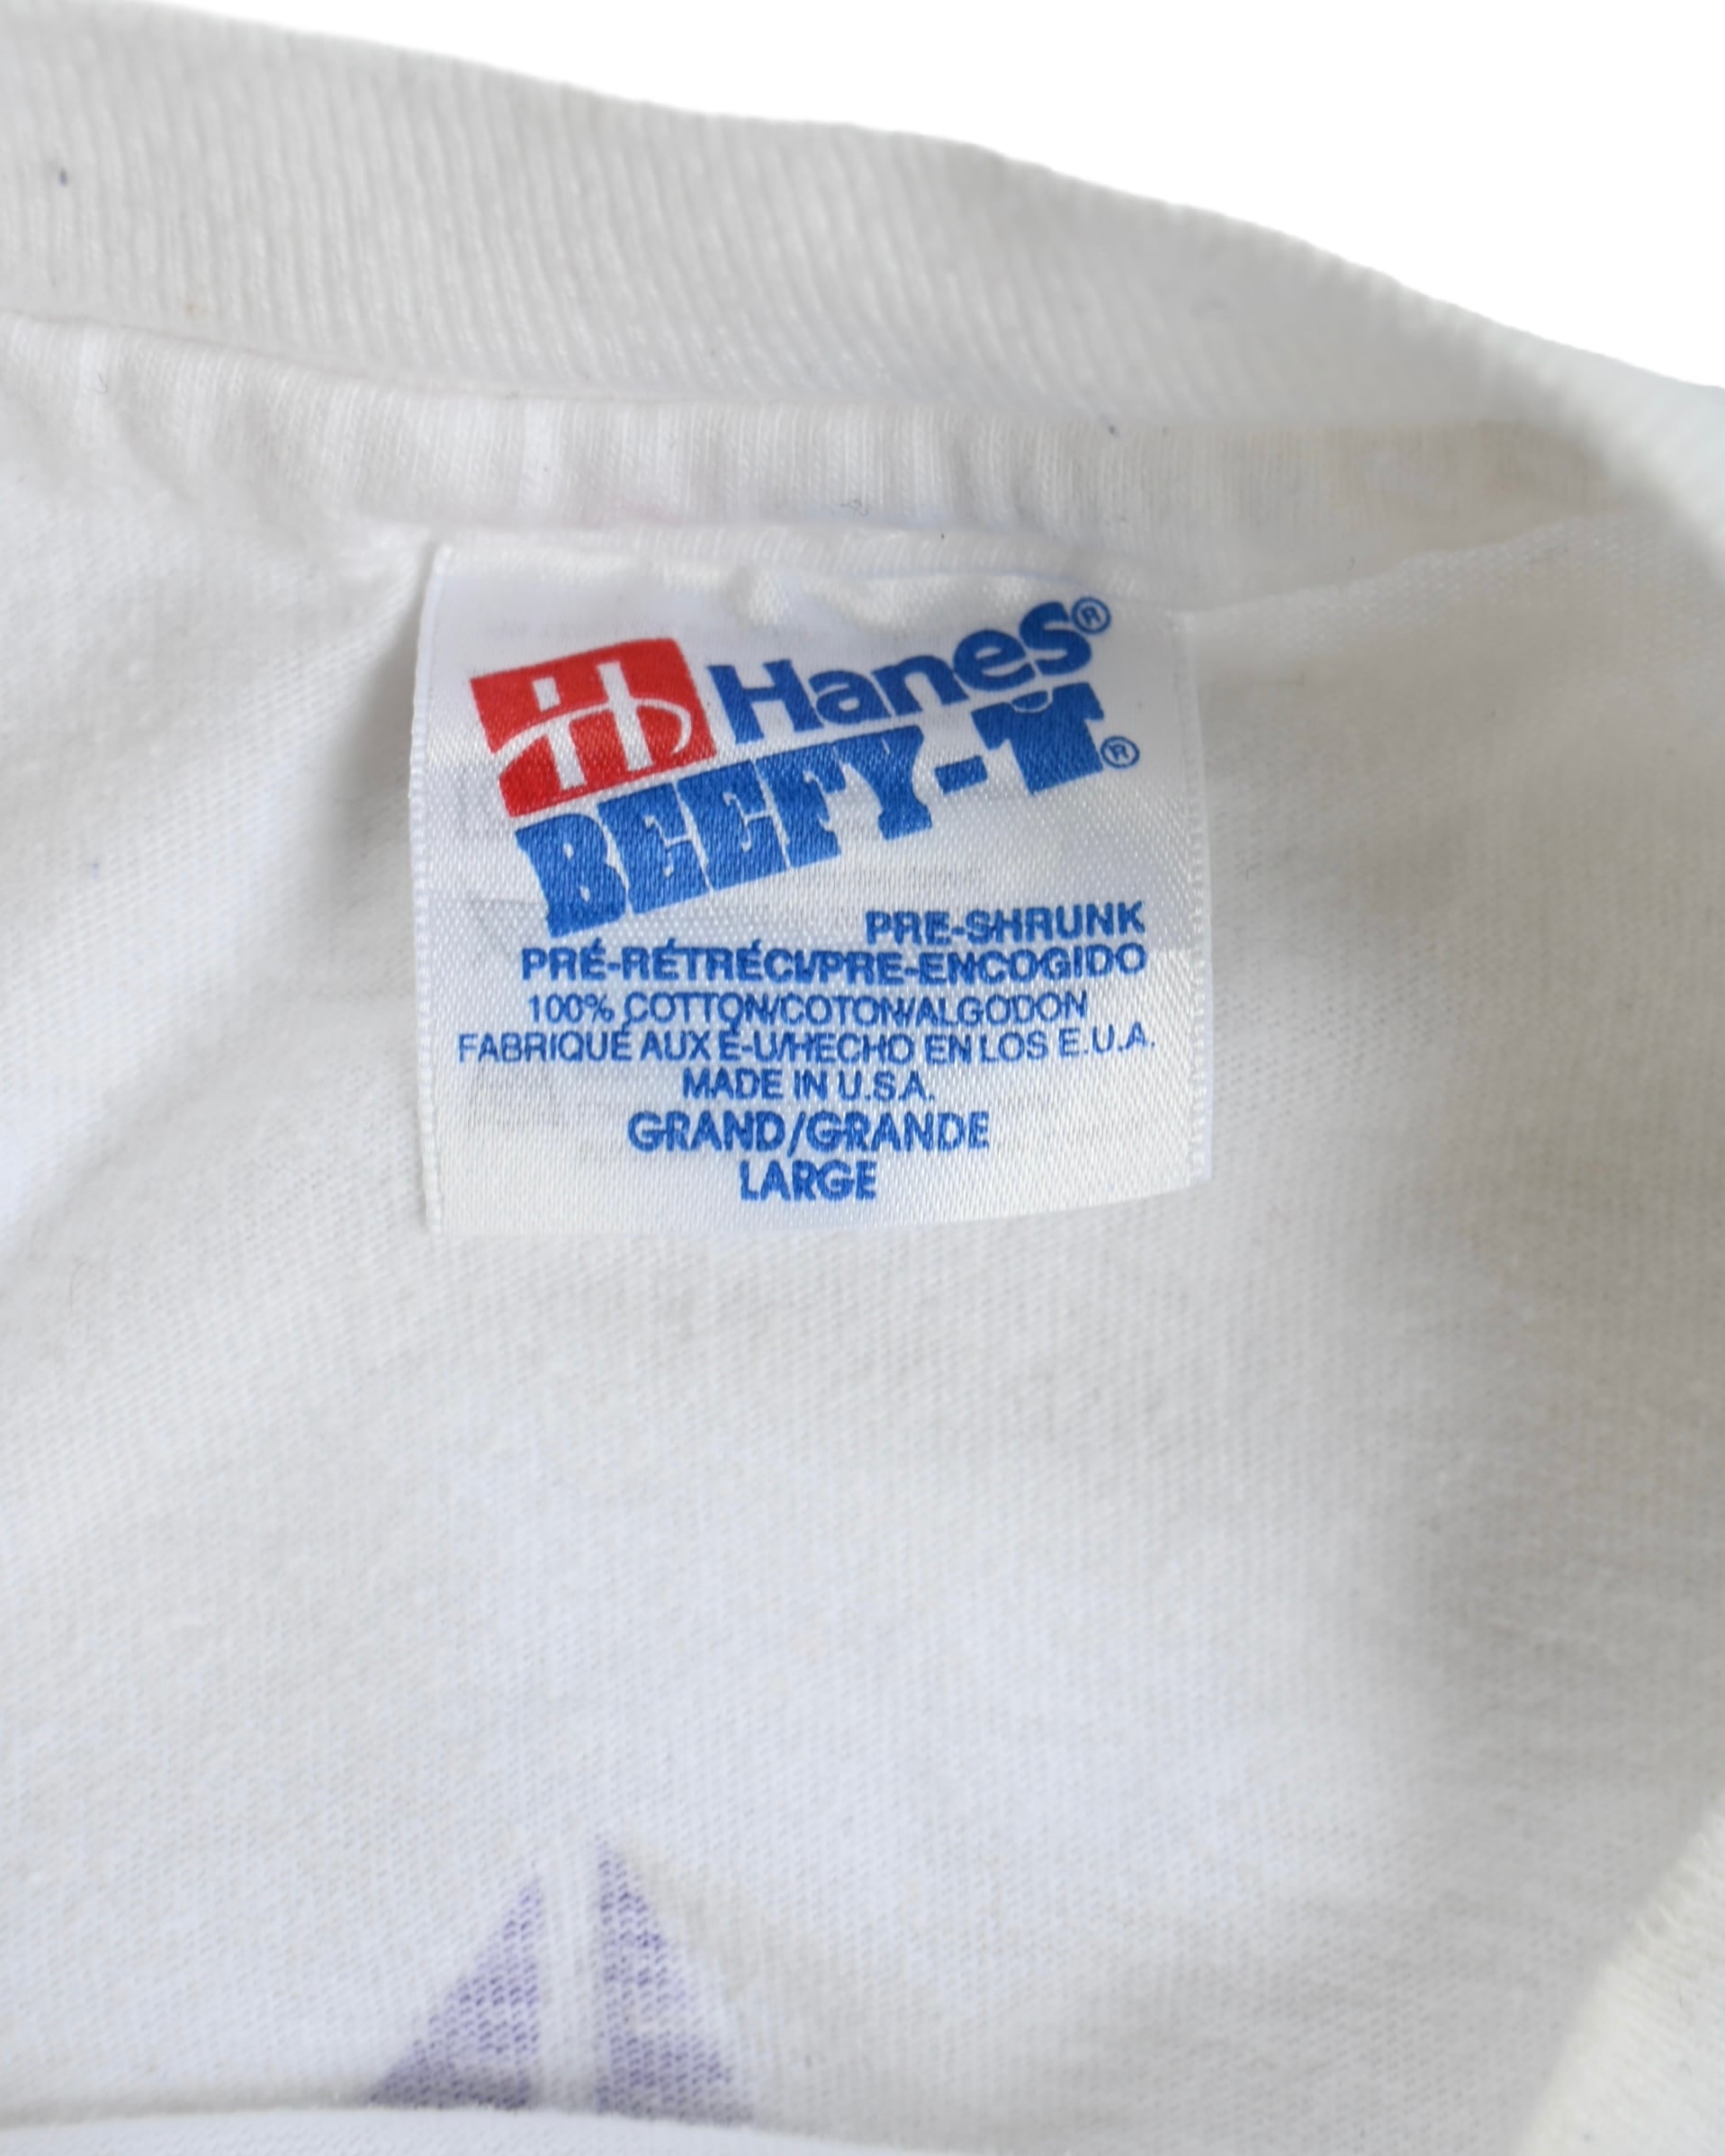 Hanes®
BEEFY-T®
PRE-SHRUNK
PRÉ-RÉTRÉCI/PRE-ENCOGIDO
100% COTTON/COTON/ALGODON
FABRIQUÉ AUX É-U/HECHO EN LOS E.U.A.
MADE IN U.S.A.
GRAND/GRANDE
LARGE